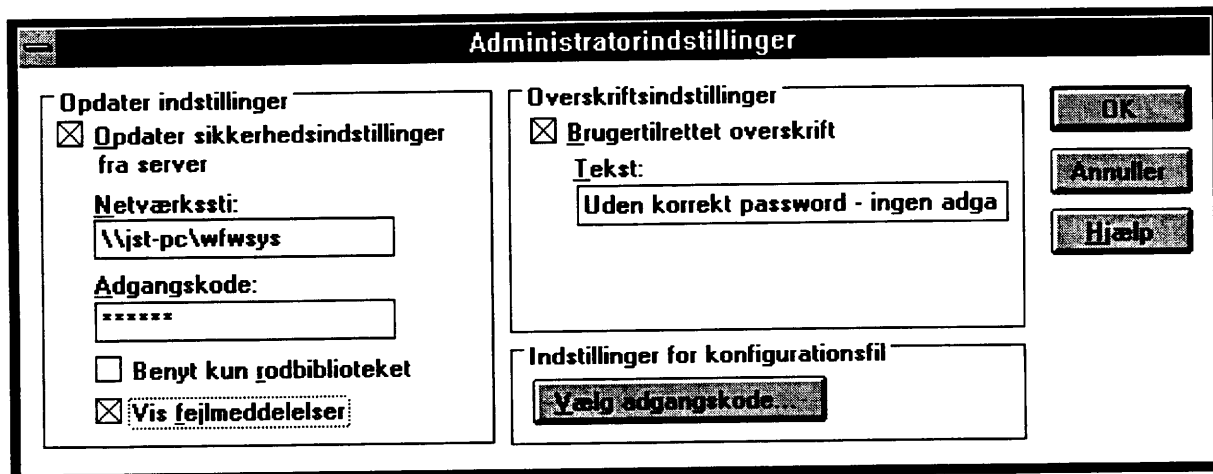 Administratorindstillinger
Opdater indstillinger
Opdater sikkerhedsindstillinger
fra server
Netværkssti:
\\jst-pc\wfwsys
Adgangskode:
******
Benyt kun rodbiblioteket
Vis fejlmeddelelser
Overskriftsindstillinger
Brugertilrettet overskrift
Tekst:
Uden korrekt password - ingen adga
Indstillinger for konfigurationsfil
Vælg adgangskode...
OK
Annuller
Hjælp